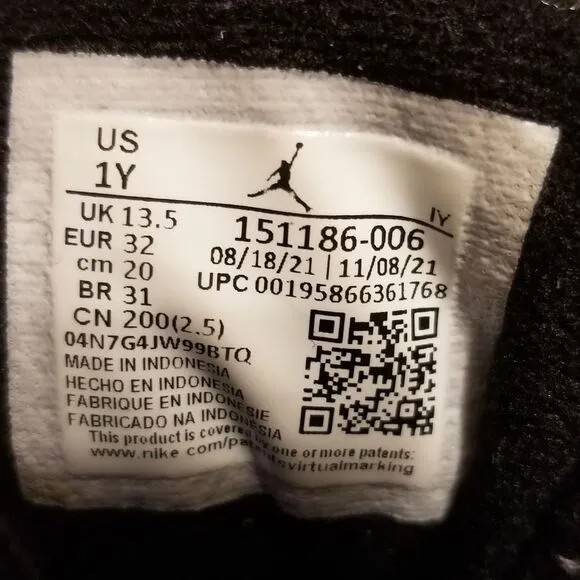 US
1Y
IY
UK 13.5
EUR 32
cm 20
BR 31
CN 200(2.5)
151186-006
08/18/21 | 11/08/21
UPC 00195866361768
04N7G4JW99BTQ
MADE IN INDONESIA
HECHO EN INDONESIA
FABRIQUE EN INDONESIE
FABRICADO NA INDONESIA
This product is covered by one or more patents:
www.nike.com/patentsvirtualmarking